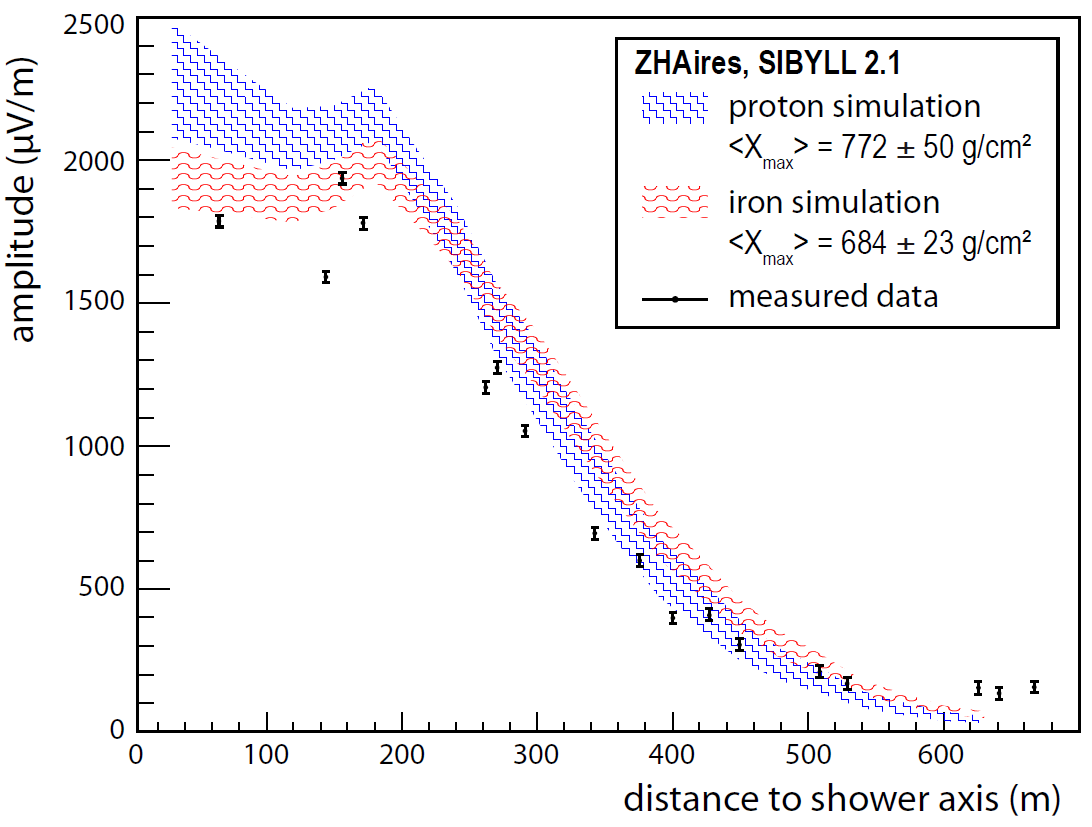 2500
2000
1500
1000
500
0
amplitude (μV/m)
ZHAires, SIBYLL 2.1
proton simulation
<Xmax> = 772 ± 50 g/cm²
iron simulation
<Xmax> = 684 ± 23 g/cm²
measured data
0 100 200 300 400 500 600
distance to shower axis (m)